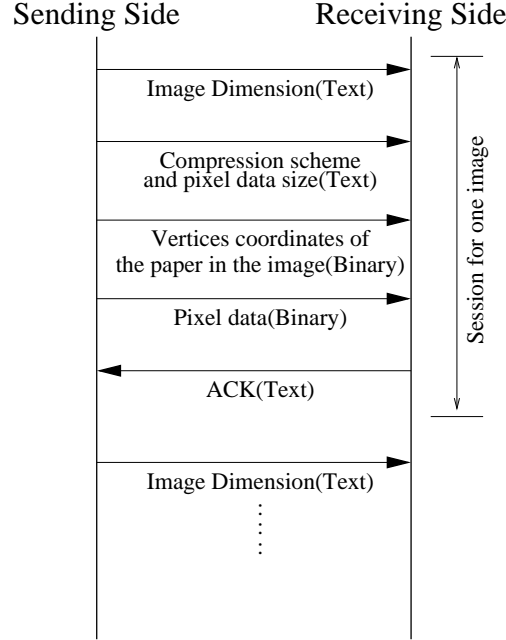 Sending Side
Receiving Side
Image Dimension(Text)
Compression scheme
and pixel data size(Text)
Vertices coordinates of
the paper in the image(Binary)
Pixel data(Binary)
ACK(Text)
Image Dimension(Text)
Session for one image